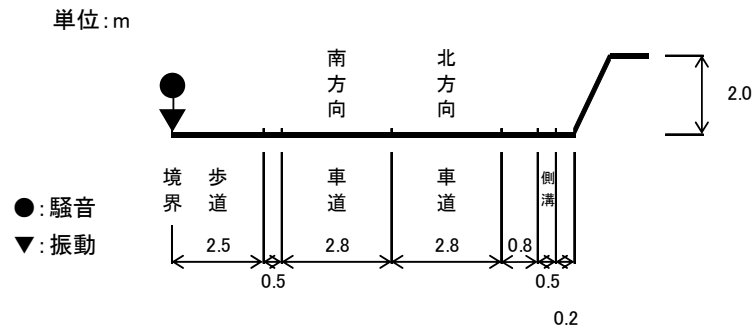 単位：m
南方向
北方向
2.0
境界
歩道
車道
車道
側溝
●：騒音
▼：振動
2.5
2.8
2.8
0.8
0.5
0.5
0.2